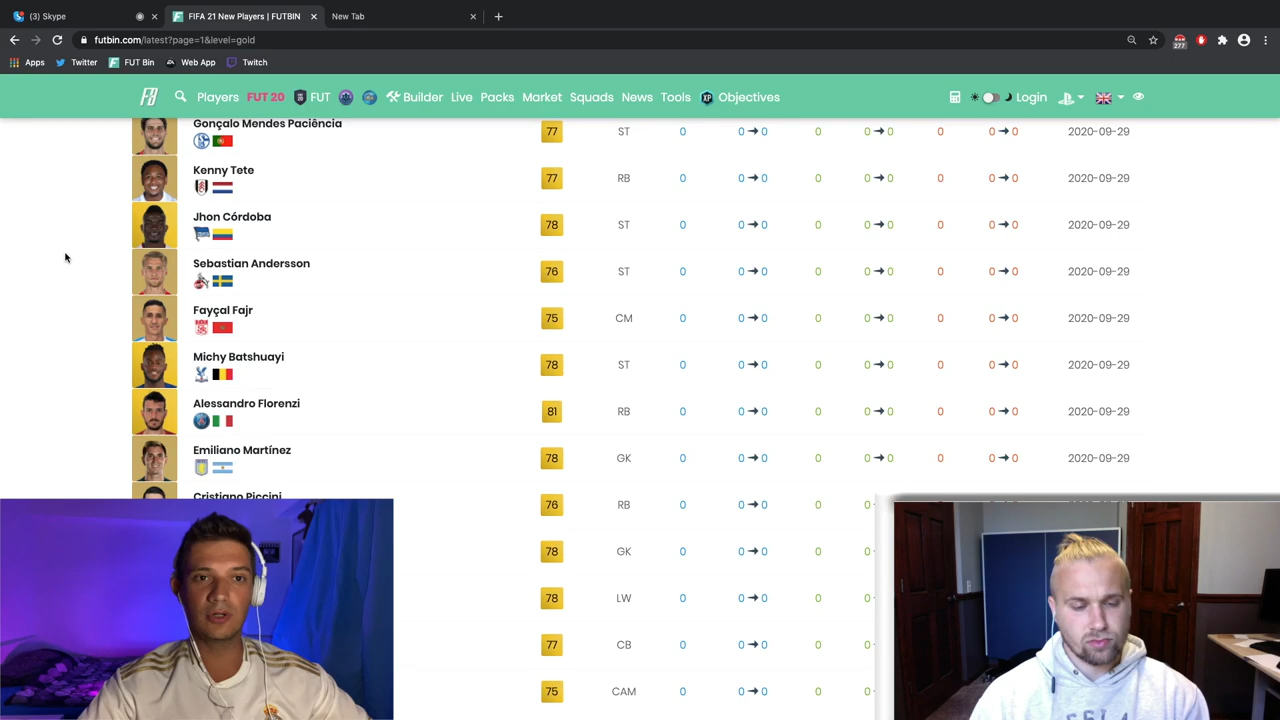 (3) Skype
FIFA 21 New Players | FUTBIN
New Tab
futbin.com/latest?page=1&level=gold
277
Apps Twitter FUT Bin Web App Twitch
Players FUT 20 FUT Builder Live Packs Market Squads News Tools XP Objectives Login
Gonçalo Mendes Paciência 77 ST 0 0 → 0 0 0 → 0 0 0 → 0 2020-09-29
Kenny Tete 77 RB 0 0 → 0 0 0 → 0 0 0 → 0 2020-09-29
Jhon Córdoba 78 ST 0 0 → 0 0 0 → 0 0 0 → 0 2020-09-29
Sebastian Andersson 76 ST 0 0 → 0 0 0 → 0 0 0 → 0 2020-09-29
Fayçal Fajr 75 CM 0 0 → 0 0 0 → 0 0 0 → 0 2020-09-29
Michy Batshuayi 78 ST 0 0 → 0 0 0 → 0 0 0 → 0 2020-09-29
Alessandro Florenzi 81 RB 0 0 → 0 0 0 → 0 0 0 → 0 2020-09-29
Emiliano Martínez 78 GK 0 0 → 0 0 0 → 0 0 0 → 0 2020-09-29
Cristiano Piccini 76 RB 0 0 → 0 0 0
78 GK 0 0 → 0 0 0
78 LW 0 0 → 0 0 0
77 CB 0 0 → 0 0 0
75 CAM 0 0 → 0 0 0